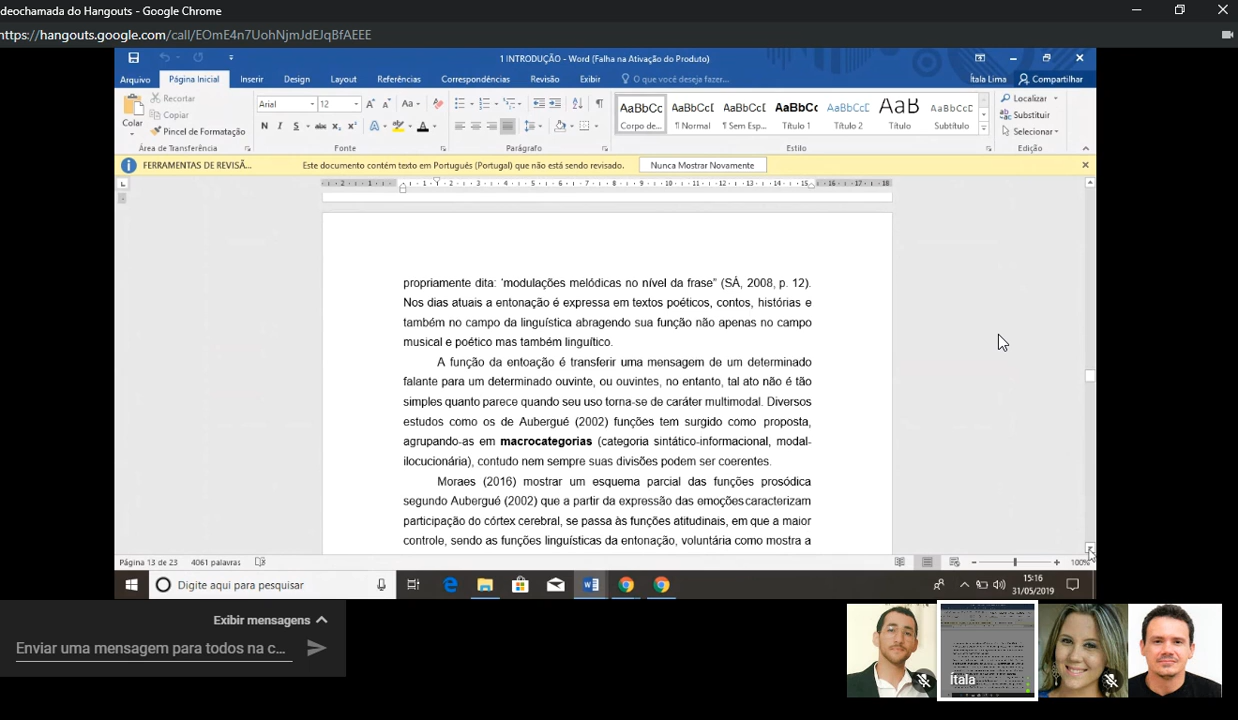 deochamada do Hangouts - Google Chrome
https://hangouts.google.com/call/EOmE4n7UohNjmJdEJqBfAEEE
1 INTRODUÇÃO - Word (Falha na Ativação do Produto)
Arquivo Página Inicial Inserir Design Layout Referências Correspondências Revisão Exibir O que você deseja fazer... Ítala Lima Compartilhar
Colar
Recortar
Copiar
Pincel de Formatação
Área de Transferência
Arial 12
N I S abc x₂ x²
Fonte
Parágrafo
AaBbCc AaBbCcI AaBbCcI AaBbCc AaBbCcI AaB AaBbCcI
Corpo de... ¶ Normal ¶ Sem Esp... Título 1 Título 2 Título Subtítulo
Estilo
Localizar
Substituir
Selecionar
Edição
FERRAMENTAS DE REVISÃ... Este documento contém texto em Português (Portugal) que não está sendo revisado. Nunca Mostrar Novamente
propriamente dita: 'modulações melódicas no nível da frase" (SÁ, 2008, p. 12).
Nos dias atuais a entonação é expressa em textos poéticos, contos, histórias e
também no campo da linguística abragendo sua função não apenas no campo
musical e poético mas também linguítico.
A função da entoação é transferir uma mensagem de um determinado
falante para um determinado ouvinte, ou ouvintes, no entanto, tal ato não é tão
simples quanto parece quando seu uso torna-se de caráter multimodal. Diversos
estudos como os de Aubergué (2002) funções tem surgido como proposta,
agrupando-as em macrocategorias (categoria sintático-informacional, modal-
ilocucionária), contudo nem sempre suas divisões podem ser coerentes.
Moraes (2016) mostrar um esquema parcial das funções prosódica
segundo Aubergué (2002) que a partir da expressão das emoções caracterizam
participação do córtex cerebral, se passa às funções atitudinais, em que a maior
controle, sendo as funções linguísticas da entonação, voluntária como mostra a
Página 13 de 23 4061 palavras 100%
Digite aqui para pesquisar
15:16
31/05/2019
Exibir mensagens
Enviar uma mensagem para todos na c...
Ítala